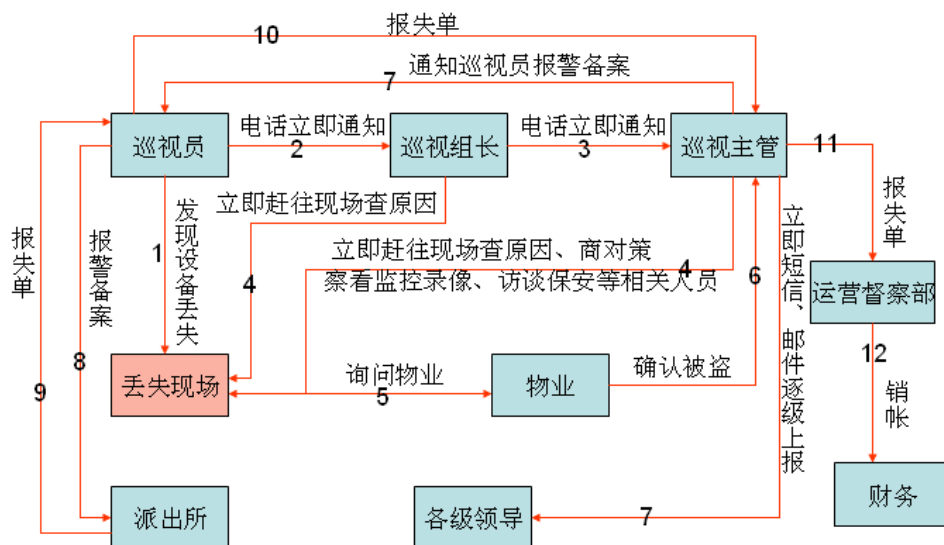 10
报失单
通知巡视员报警备案
7
巡视员
电话立即通知
2
巡视组长
电话立即通知
3
巡视主管
11
立即赶往现场查原因
报失单
报警备案
发现设备丢失
1
4
立即赶往现场查原因、商对策
4
察看监控录像、访谈保安等相关人员
6
立即短信、邮件逐级上报
报失单
运营督察部
8
9
丢失现场
询问物业
5
物业
确认被盗
12
销帐
派出所
各级领导
7
财务